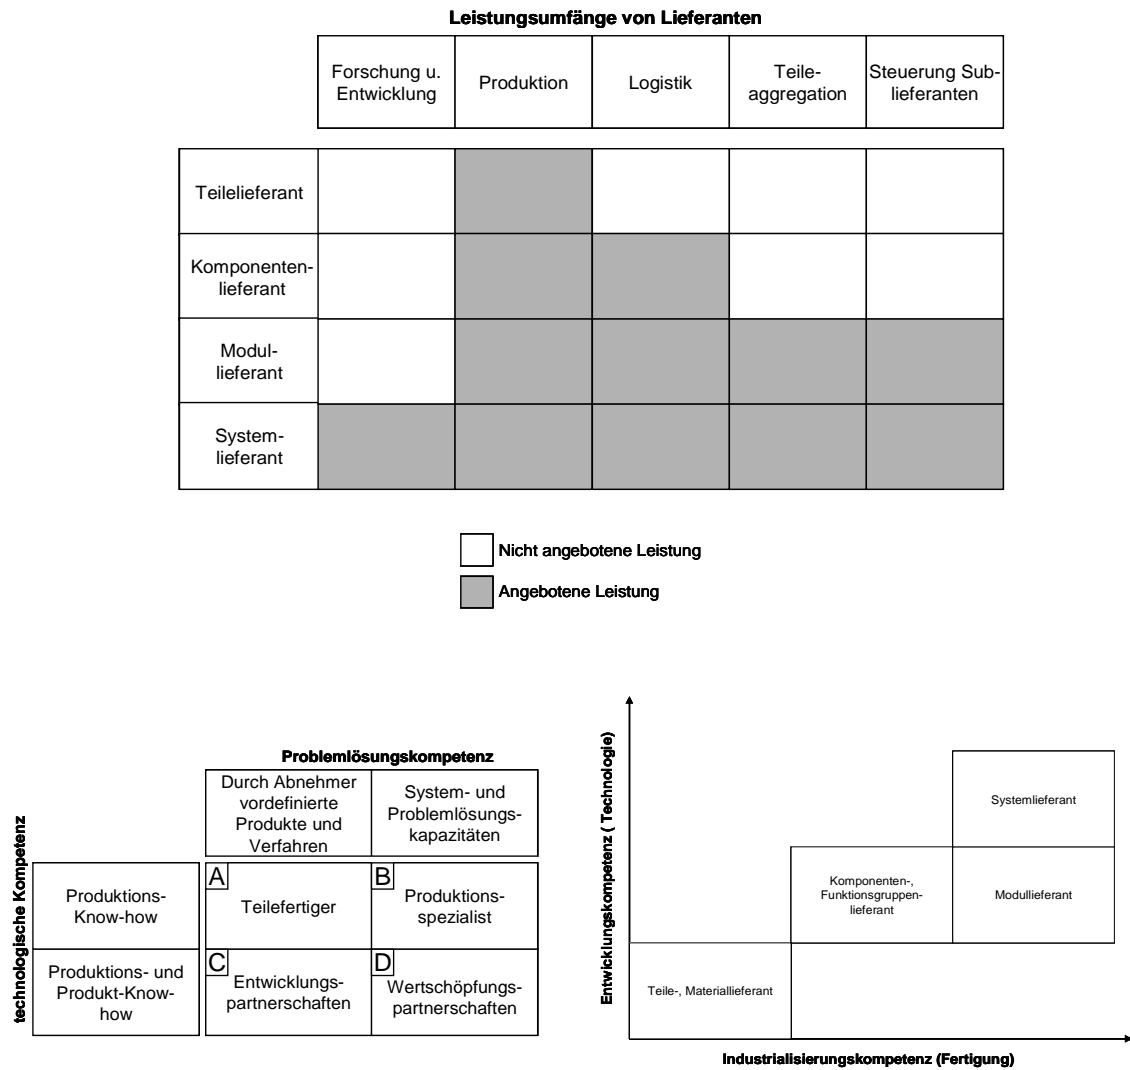 Leistungsumfänge von Lieferanten
Forschung u.
Entwicklung
Produktion
Logistik
Teile-
aggregation
Steuerung Sub-
lieferanten
Teilelieferant
Komponenten-
lieferant
Modul-
lieferant
System-
lieferant
Nicht angebotene Leistung
Angebotene Leistung
Problemlösungskompetenz
Durch Abnehmer
vordefinierte
Produkte und
Verfahren
System- und
Problemlösungs-
kapazitäten
technologische Kompetenz
Produktions-
Know-how
A
Teilefertiger
B
Produktions-
spezialist
Produktions- und
Produkt-Know-
how
C
Entwicklungs-
partnerschaften
D
Wertschöpfungs-
partnerschaften
Entwicklungskompetenz ( Technologie)
Systemlieferant
Komponenten-,
Funktionsgruppen-
lieferant
Modullieferant
Teile-, Materiallieferant
Industrialisierungskompetenz (Fertigung)